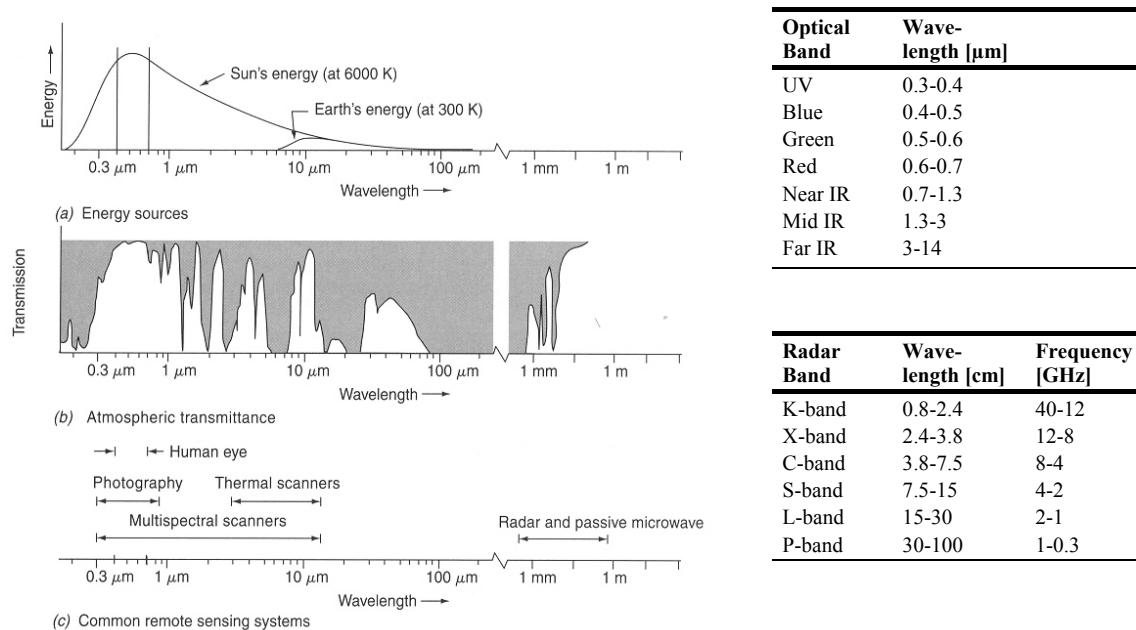 Energy
Sun's energy (at 6000 K)
Earth's energy (at 300 K)
0.3 μm 1 μm 10 μm 100 μm 1 mm 1 m
Wavelength
(a) Energy sources
Transmission
0.3 μm 1 μm 10 μm 100 μm 1 mm 1 m
Wavelength
(b) Atmospheric transmittance
Human eye
Photography Thermal scanners
Multispectral scanners
Radar and passive microwave
0.3 μm 1 μm 10 μm 100 μm 1 mm 1 m
Wavelength
(c) Common remote sensing systems
Optical Wave-
Band length [µm]
UV 0.3-0.4
Blue 0.4-0.5
Green 0.5-0.6
Red 0.6-0.7
Near IR 0.7-1.3
Mid IR 1.3-3
Far IR 3-14
Radar Wave- Frequency
Band length [cm] [GHz]
K-band 0.8-2.4 40-12
X-band 2.4-3.8 12-8
C-band 3.8-7.5 8-4
S-band 7.5-15 4-2
L-band 15-30 2-1
P-band 30-100 1-0.3